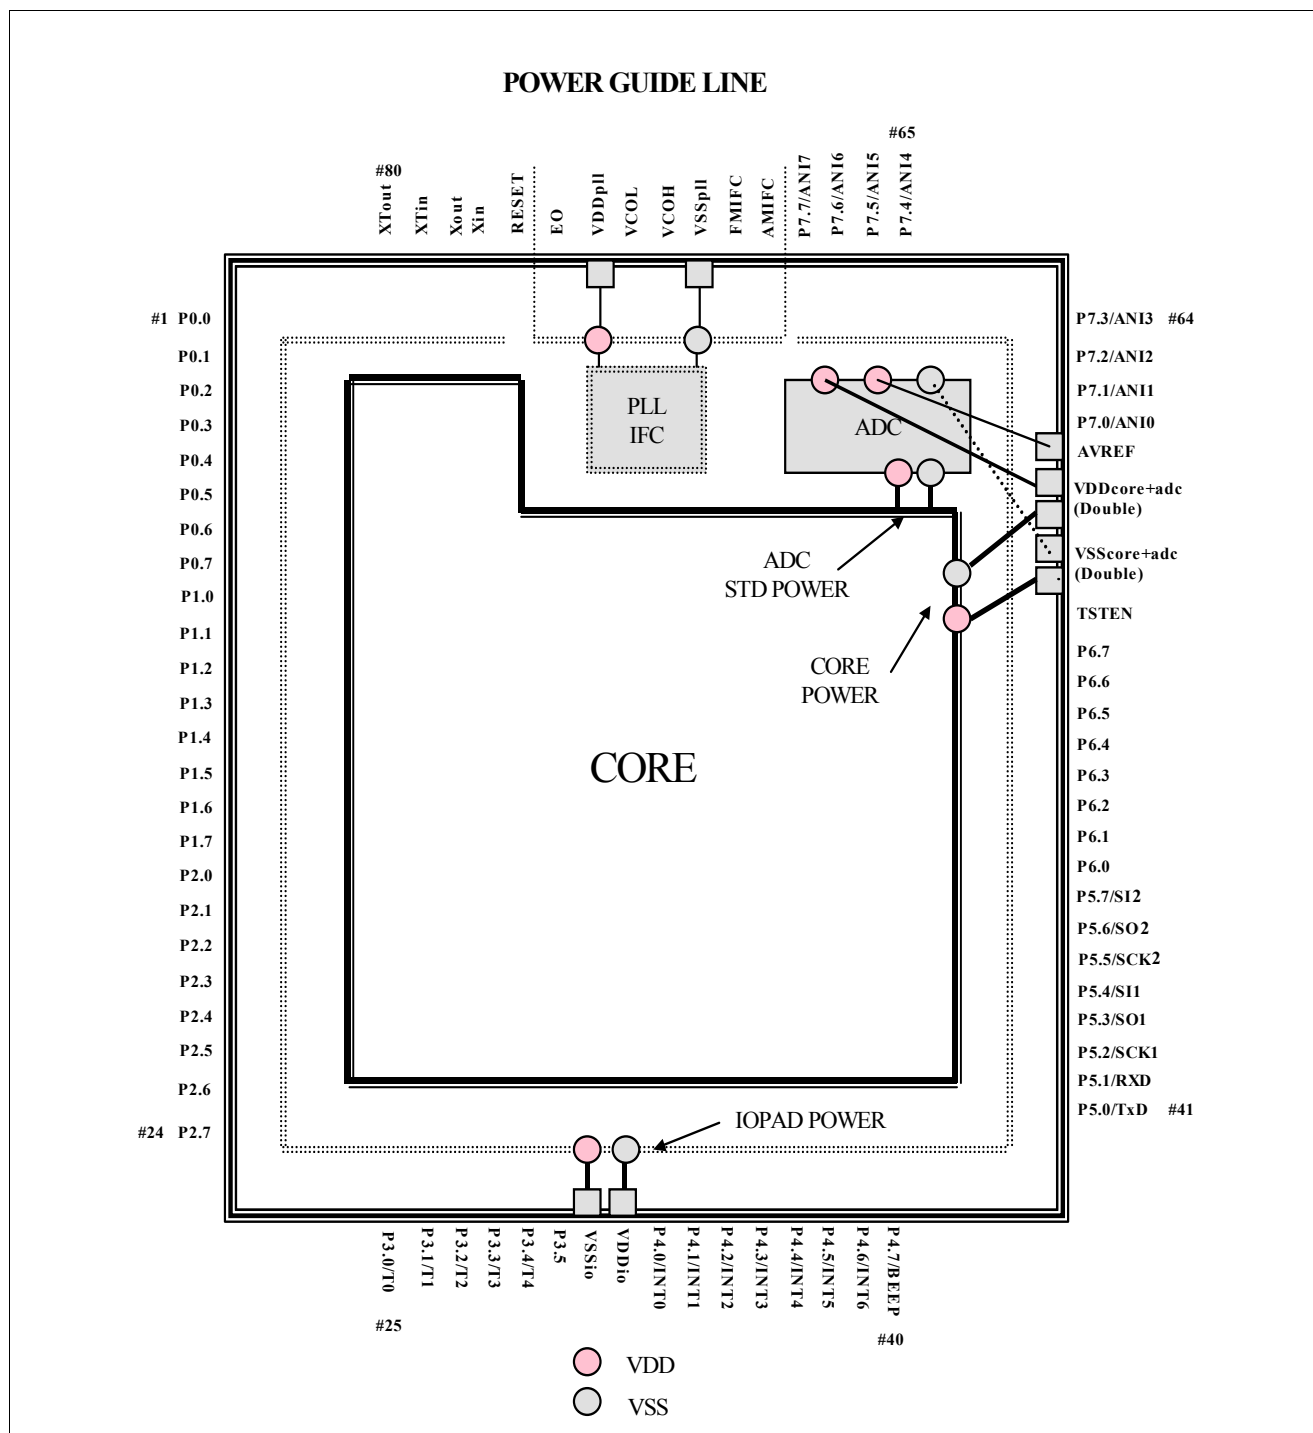 POWER GUIDE LINE
#65
#80
XTout
XTin
Xout
Xin
RESET
EO
VDDpll
VCOL
VCOH
VSSpll
FMIFC
AMIFC
P7.7/ANI7
P7.6/ANI6
P7.5/ANI5
P7.4/ANI4
#1 P0.0
P0.1
P0.2
P0.3
P0.4
P0.5
P0.6
P0.7
P1.0
P1.1
P1.2
P1.3
P1.4
P1.5
P1.6
P1.7
P2.0
P2.1
P2.2
P2.3
P2.4
P2.5
P2.6
#24 P2.7
PLL
IFC
ADC
ADC
STD POWER
CORE
POWER
CORE
IOPAD POWER
P7.3/ANI3 #64
P7.2/ANI2
P7.1/ANI1
P7.0/ANI0
AVREF
VDDcore+adc
(Double)
VSScore+adc
(Double)
TSTEN
P6.7
P6.6
P6.5
P6.4
P6.3
P6.2
P6.1
P6.0
P5.7/SI2
P5.6/SO2
P5.5/SCK2
P5.4/SI1
P5.3/SO1
P5.2/SCK1
P5.1/RXD
P5.0/TxD #41
P3.0/T0
P3.1/T1
P3.2/T2
P3.3/T3
P3.4/T4
P3.5
VSSio
VDDio
P4.0/INT0
P4.1/INT1
P4.2/INT2
P4.3/INT3
P4.4/INT4
P4.5/INT5
P4.6/INT6
P4.7/BEEP
#25
#40
VDD
VSS